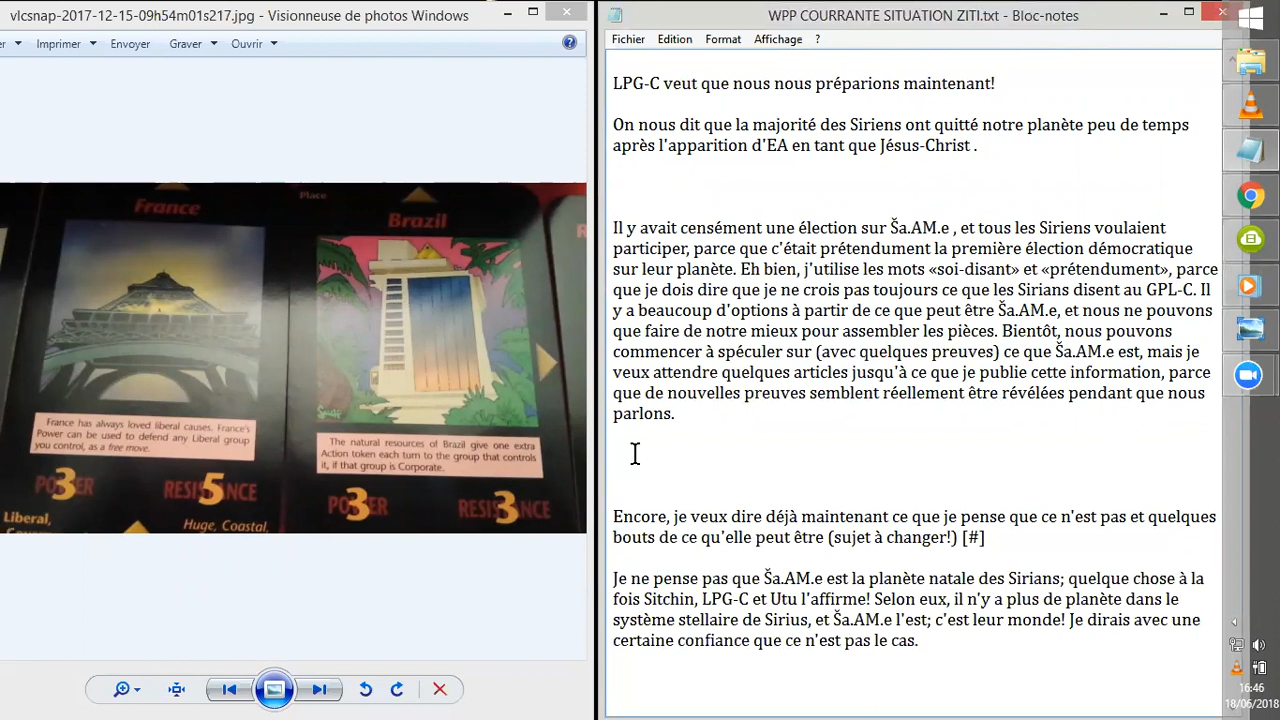 vlcsnap-2017-12-15-09h54m01s217.jpg - Visionneuse de photos Windows
Imprimer
Envoyer
Graver
Ouvrir
France
France has always loved liberal causes. France's
Power can be used to defend any Liberal group
you control, as a free move.
POWER 3
RESISTANCE 5
Liberal,
Huge, Coastal,
Place
Brazil
The natural resources of Brazil give one extra
Action token each turn to the group that controls
it, if that group is Corporate.
POWER 3
RESISTANCE 3
WPP COURRANTE SITUATION ZITI.txt - Bloc-notes
Fichier Edition Format Affichage ?
LPG-C veut que nous nous préparions maintenant!
On nous dit que la majorité des Siriens ont quitté notre planète peu de temps
après l'apparition d'EA en tant que Jésus-Christ .
Il y avait censément une élection sur Ša.AM.e , et tous les Siriens voulaient
participer, parce que c'était prétendument la première élection démocratique
sur leur planète. Eh bien, j'utilise les mots «soi-disant» et «prétendument», parce
que je dois dire que je ne crois pas toujours ce que les Sirians disent au GPL-C. Il
y a beaucoup d'options à partir de ce que peut être Ša.AM.e, et nous ne pouvons
que faire de notre mieux pour assembler les pièces. Bientôt, nous pouvons
commencer à spéculer sur (avec quelques preuves) ce que Ša.AM.e est, mais je
veux attendre quelques articles jusqu'à ce que je publie cette information, parce
que de nouvelles preuves semblent réellement être révélées pendant que nous
parlons.
Encore, je veux dire déjà maintenant ce que je pense que ce n'est pas et quelques
bouts de ce qu'elle peut être (sujet à changer!) [#]
Je ne pense pas que Ša.AM.e est la planète natale des Sirians; quelque chose à la
fois Sitchin, LPG-C et Utu l'affirme! Selon eux, il n'y a plus de planète dans le
système stellaire de Sirius, et Ša.AM.e l'est; c'est leur monde! Je dirais avec une
certaine confiance que ce n'est pas le cas.
16:46
18/06/2018